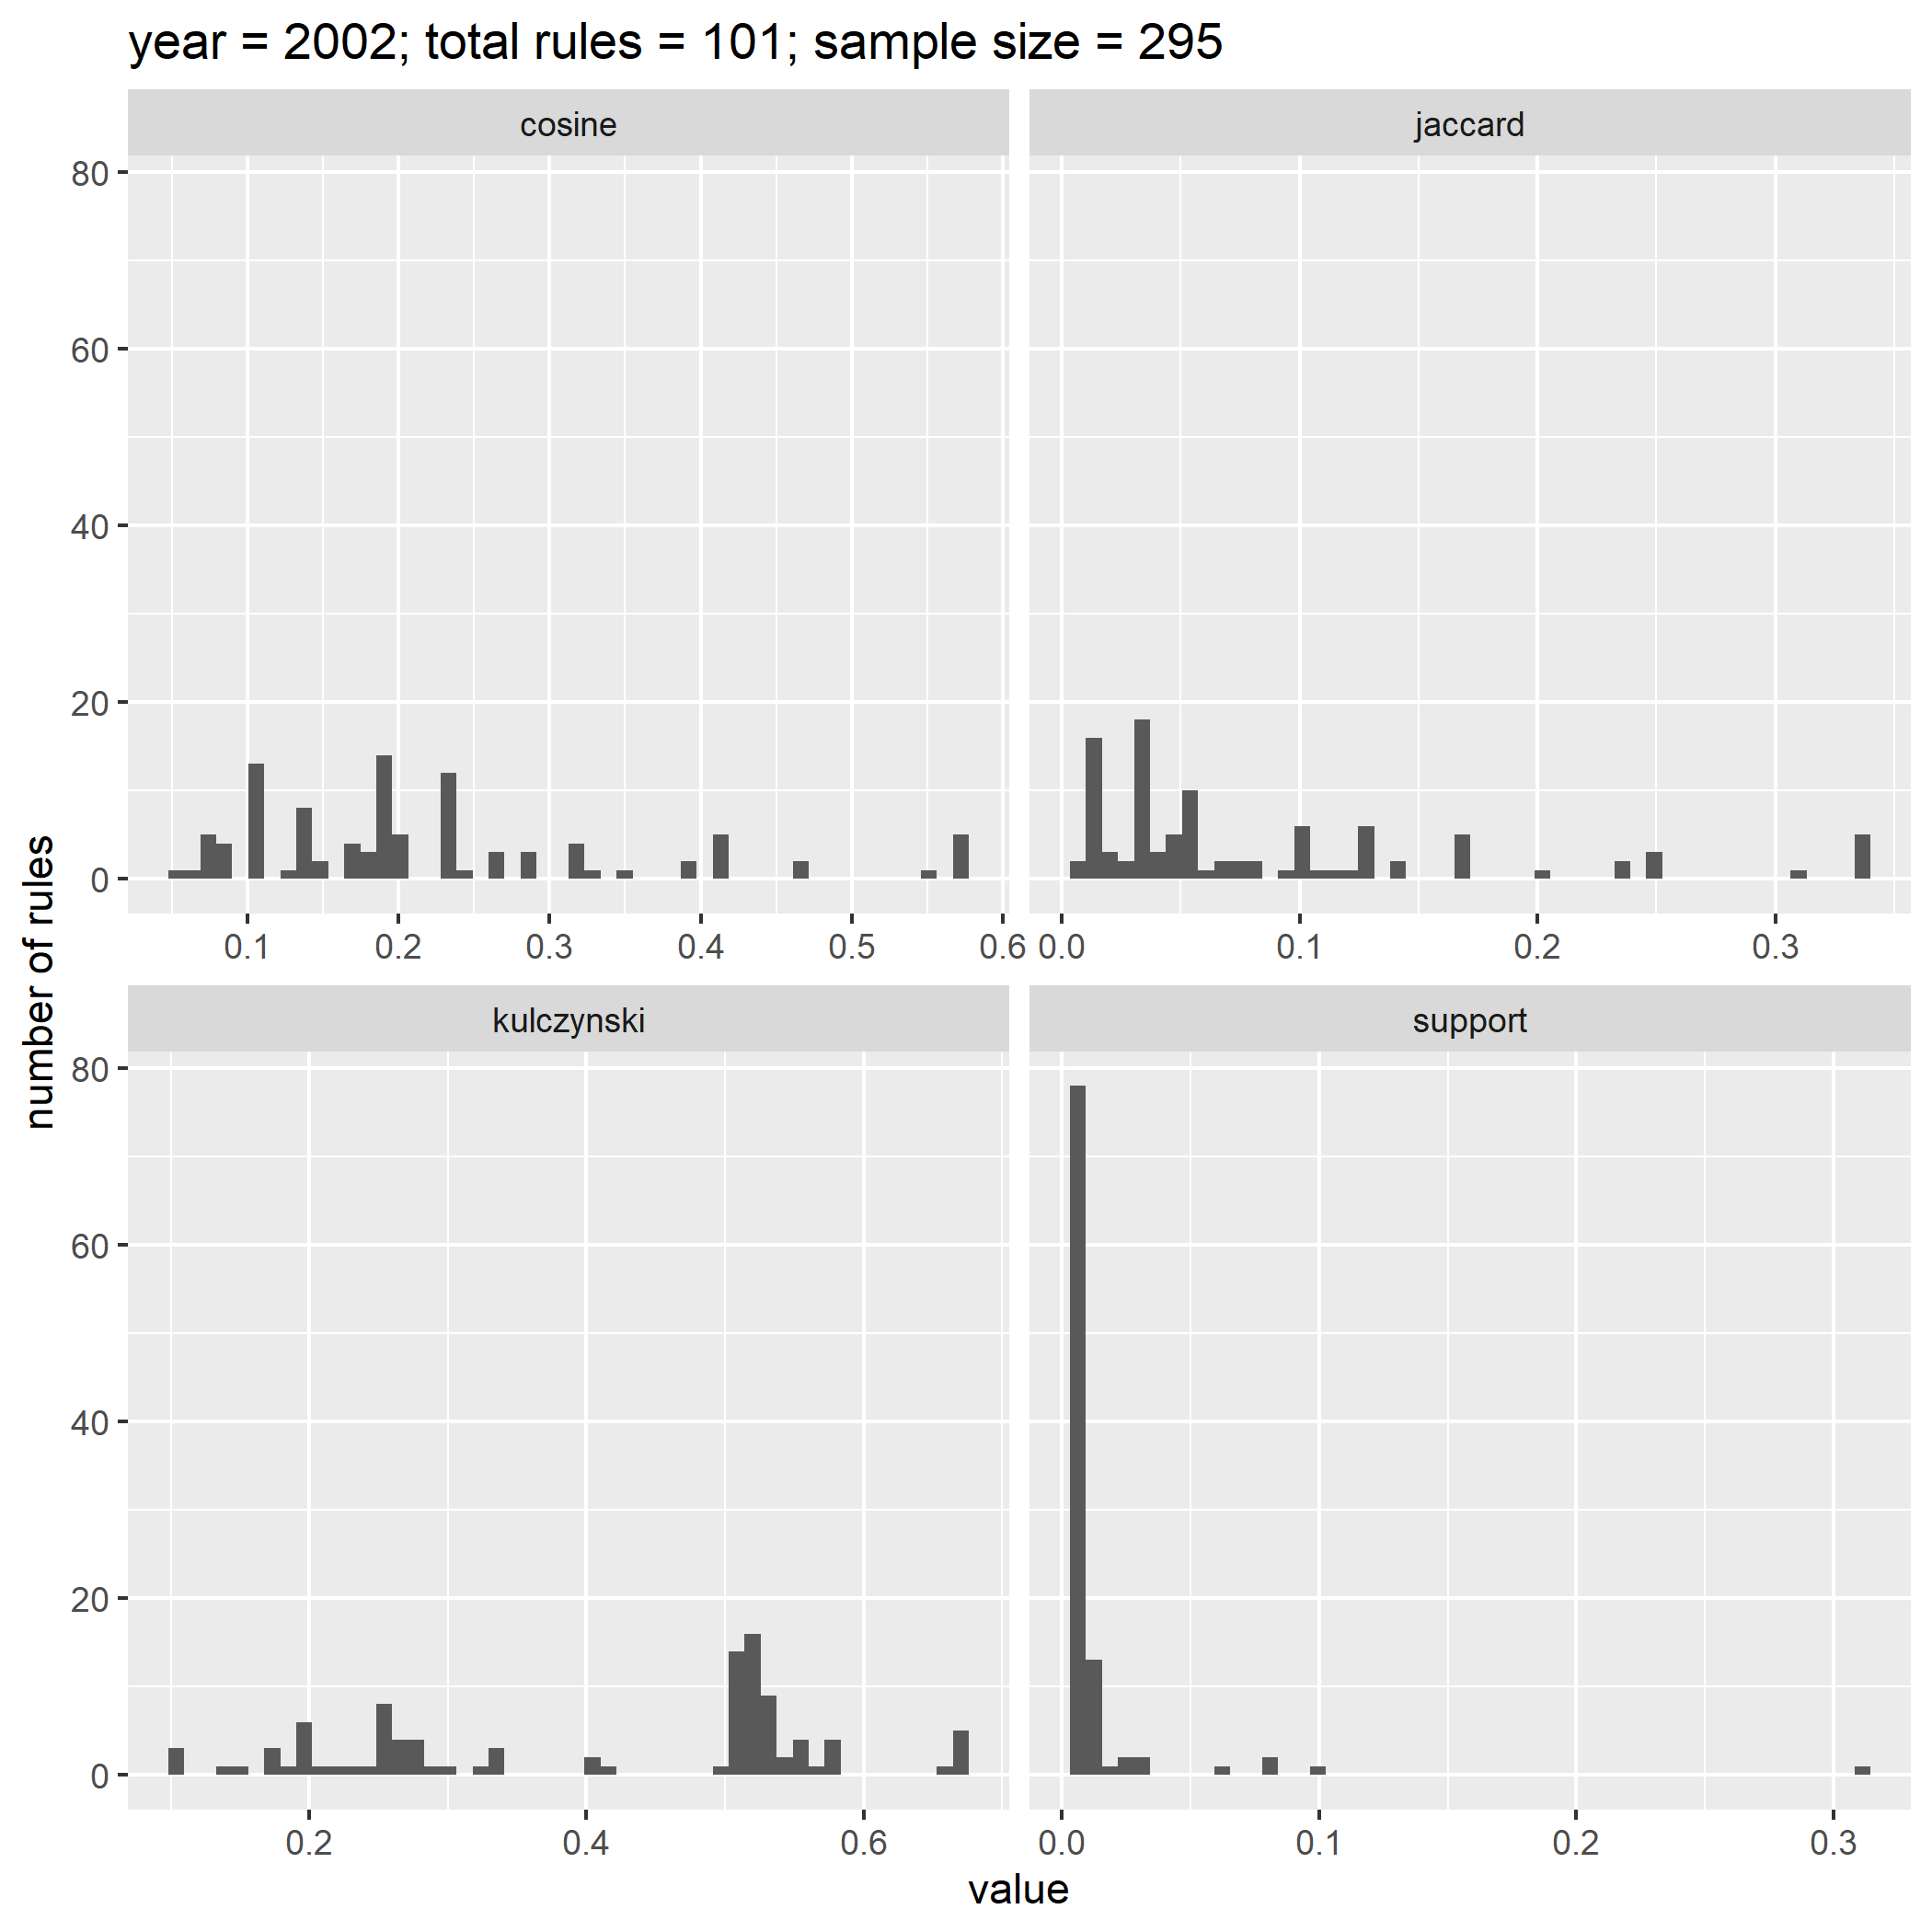 year = 2002; total rules = 101; sample size = 295
cosine
jaccard
80
60
40
20
0
0.1 0.2 0.3 0.4 0.5 0.6
0.0 0.1 0.2 0.3
number of rules
kulczynski
support
80
60
40
20
0
0.2 0.4 0.6
0.0 0.1 0.2 0.3
value